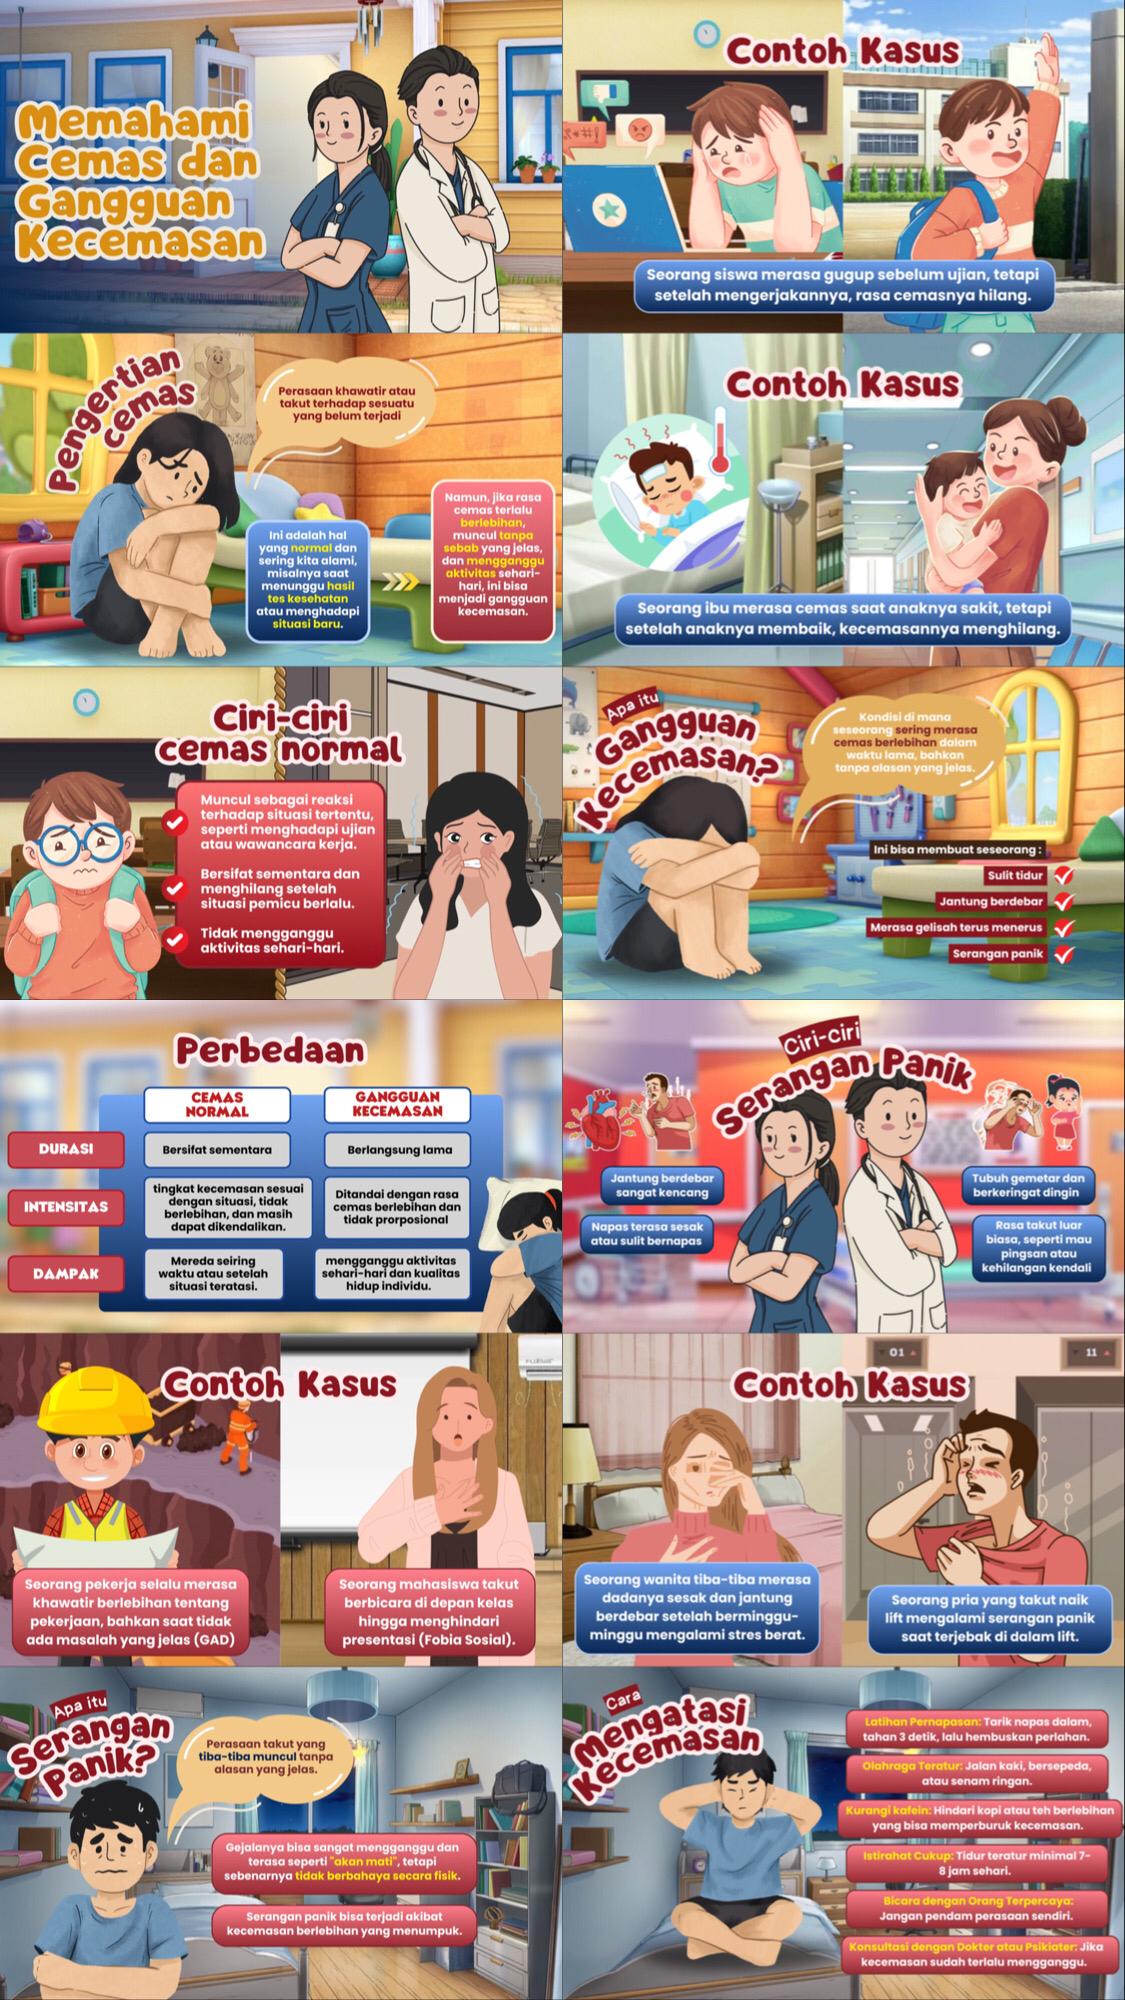 Memahami
Cemas dan
Gangguan
Kecemasan
Contoh Kasus
Seorang siswa merasa gugup sebelum ujian, tetapi
setelah mengerjakannya, rasa cemasnya hilang.
Pengertian
cemas
Perasaan khawatir atau
takut terhadap sesuatu
yang belum terjadi
Ini adalah hal
yang normal dan
sering kita alami,
misalnya saat
menunggu hasil
tes kesehatan
atau menghadapi
situasi baru.
Namun, jika rasa
cemas terlalu
berlebihan,
muncul tanpa
sebab yang jelas,
dan mengganggu
aktivitas sehari-
hari, ini bisa
menjadi gangguan
kecemasan.
Contoh Kasus
Seorang ibu merasa cemas saat anaknya sakit, tetapi
setelah anaknya membaik, kecemasannya menghilang.
Ciri-ciri
cemas normal
Muncul sebagai reaksi
terhadap situasi tertentu,
seperti menghadapi ujian
atau wawancara kerja.
Bersifat sementara dan
menghilang setelah
situasi pemicu berlalu.
Tidak mengganggu
aktivitas sehari-hari.
Apa itu
Gangguan
Kecemasan?
Kondisi di mana
seseorang sering merasa
cemas berlebihan dalam
waktu lama, bahkan
tanpa alasan yang jelas.
Ini bisa membuat seseorang :
Sulit tidur
Jantung berdebar
Merasa gelisah terus menerus
Serangan panik
Perbedaan
CEMAS
NORMAL
GANGGUAN
KECEMASAN
DURASI
Bersifat sementara
Berlangsung lama
INTENSITAS
tingkat kecemasan sesuai
dengan situasi, tidak
berlebihan, dan masih
dapat dikendalikan.
Ditandai dengan rasa
cemas berlebihan dan
tidak prorposional
DAMPAK
Mereda seiring
waktu atau setelah
situasi teratasi.
mengganggu aktivitas
sehari-hari dan kualitas
hidup individu.
Ciri-ciri
Serangan Panik
Jantung berdebar
sangat kencang
Napas terasa sesak
atau sulit bernapas
Tubuh gemetar dan
berkeringat dingin
Rasa takut luar
biasa, seperti mau
pingsan atau
kehilangan kendali
Contoh Kasus
Seorang pekerja selalu merasa
khawatir berlebihan tentang
pekerjaan, bahkan saat tidak
ada masalah yang jelas (GAD)
Seorang mahasiswa takut
berbicara di depan kelas
hingga menghindari
presentasi (Fobia Sosial).
01
11
Contoh Kasus
Seorang wanita tiba-tiba merasa
dadanya sesak dan jantung
berdebar setelah berminggu-
minggu mengalami stres berat.
Seorang pria yang takut naik
lift mengalami serangan panik
saat terjebak di dalam lift.
Apa itu
Serangan
Panik?
Perasaan takut yang
tiba-tiba muncul tanpa
alasan yang jelas.
Gejalanya bisa sangat mengganggu dan
terasa seperti "akan mati", tetapi
sebenarnya tidak berbahaya secara fisik.
Serangan panik bisa terjadi akibat
kecemasan berlebihan yang menumpuk.
Cara
Mengatasi
Kecemasan
Latihan Pernapasan: Tarik napas dalam,
tahan 3 detik, lalu hembuskan perlahan.
Olahraga Teratur: Jalan kaki, bersepeda,
atau senam ringan.
Kurangi kafein: Hindari kopi atau teh berlebihan
yang bisa memperburuk kecemasan.
Istirahat Cukup: Tidur teratur minimal 7-
8 jam sehari.
Bicara dengan Orang Terpercaya:
Jangan pendam perasaan sendiri.
Konsultasi dengan Dokter atau Psikiater: Jika
kecemasan sudah terlalu mengganggu.